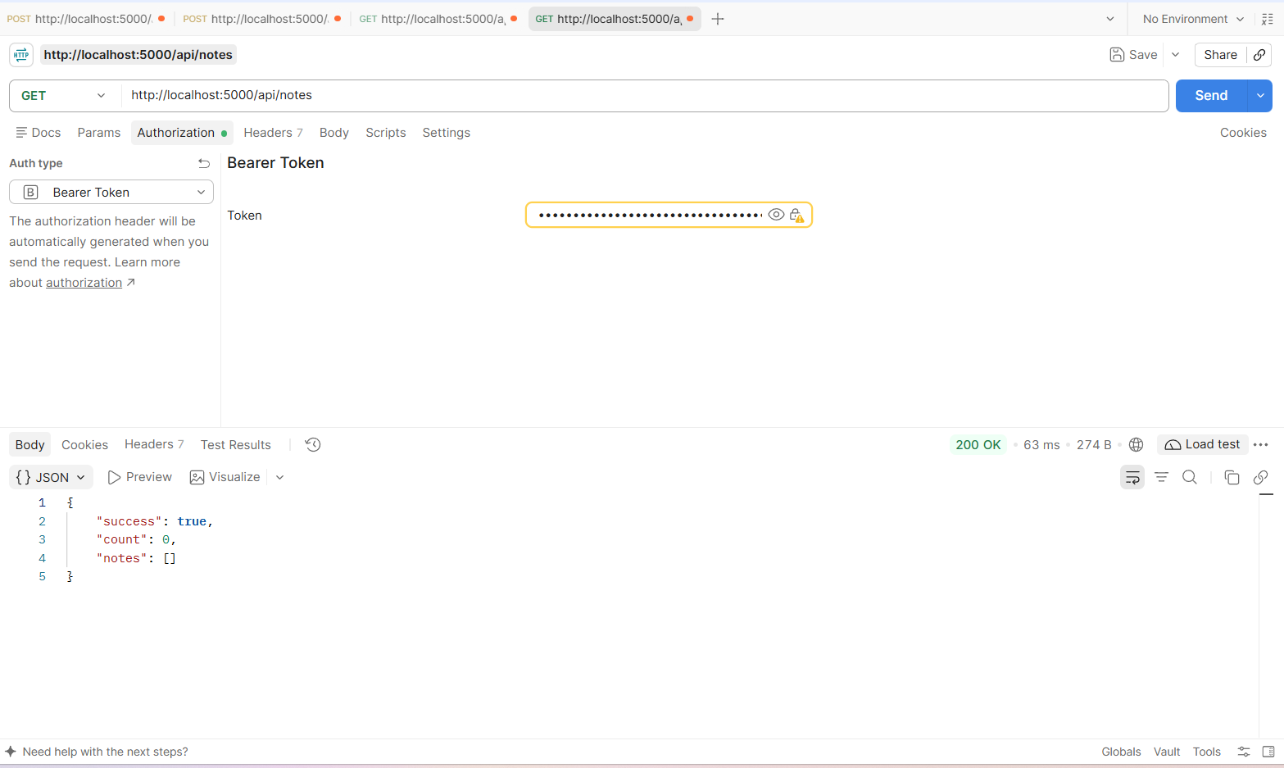 POST http://localhost:5000/. POST http://localhost:5000/. GET http://localhost:5000/a, GET http://localhost:5000/a, No Environment
HTTP http://localhost:5000/api/notes Save Share
GET http://localhost:5000/api/notes Send
Docs Params Authorization Headers 7 Body Scripts Settings Cookies
Auth type
B Bearer Token
The authorization header will be
automatically generated when you
send the request. Learn more
about authorization ↗
Bearer Token
Token ••••••••••••••••••••••••••••••••
Body Cookies Headers 7 Test Results 200 OK • 63 ms • 274 B • Load test
{ } JSON Preview Visualize
1 {
2 "success": true,
3 "count": 0,
4 "notes": []
5 }
Need help with the next steps? Globals Vault Tools